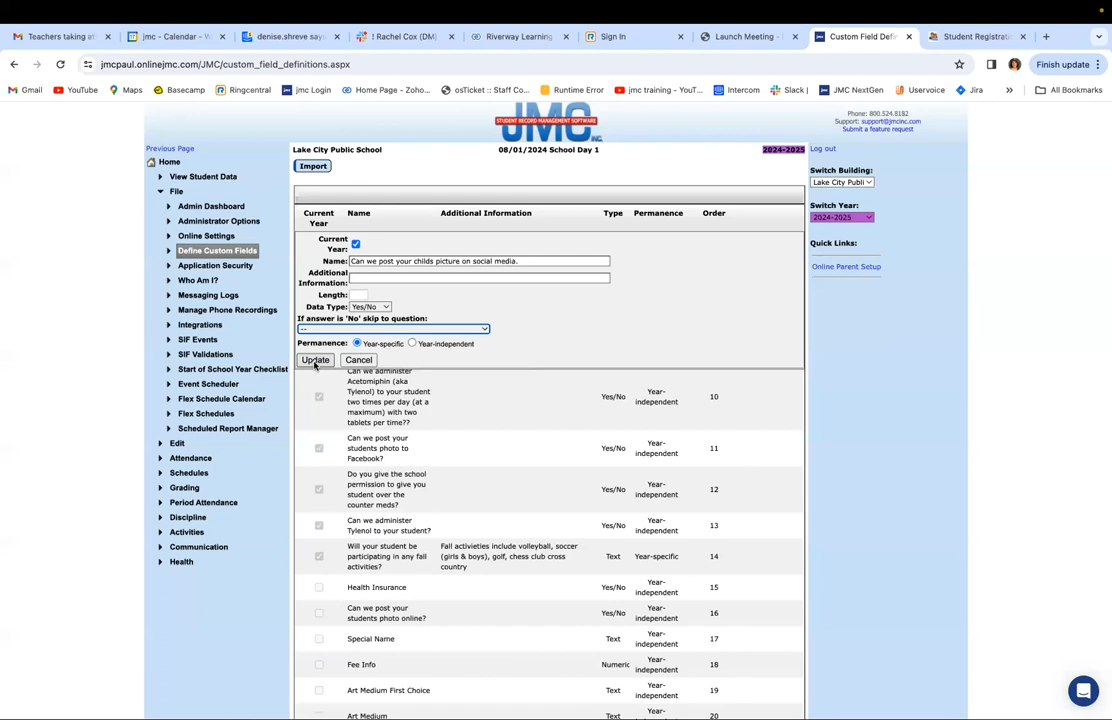 Teachers taking at
jmc - Calendar - W
denise.shreve saye
! Rachel Cox (DM)
Riverway Learning
Sign In
Launch Meeting -
Custom Field Defin
Student Registrati
jmcpaul.onlinejmc.com/JMC/custom_field_definitions.aspx
Finish update
Gmail
YouTube
Maps
Basecamp
Ringcentral
jmc Login
Home Page - Zoho...
osTicket :: Staff Co...
Runtime Error
jmc training - YouT...
Intercom
Slack |
JMC NextGen
Uservoice
Jira
»
All Bookmarks
JMC
STUDENT RECORD MANAGEMENT SOFTWARE
INC.
Phone: 800.524.8182
Support: support@jmcinc.com
Submit a feature request
Previous Page
Home
View Student Data
File
Admin Dashboard
Administrator Options
Online Settings
Define Custom Fields
Application Security
Who Am I?
Messaging Logs
Manage Phone Recordings
Integrations
SIF Events
SIF Validations
Start of School Year Checklist
Event Scheduler
Flex Schedule Calendar
Flex Schedules
Scheduled Report Manager
Edit
Attendance
Schedules
Grading
Period Attendance
Discipline
Activities
Communication
Health
Lake City Public School
08/01/2024 School Day 1
2024-2025
Import
Current
Year
Name
Additional Information
Type
Permanence
Order
Current
Year:
Name: Can we post your childs picture on social media.
Additional
Information:
Length:
Data Type: Yes/No
If answer is 'No' skip to question:
--
Permanence: Year-specific Year-independent
Update Cancel
Can we administer
Acetomiphin (aka
Tylenol) to your student
two times per day (at a
maximum) with two
tablets per time??
Yes/No
Year-
independent
10
Can we post your
students photo to
Facebook?
Yes/No
Year-
independent
11
Do you give the school
permission to give you
student over the
counter meds?
Yes/No
Year-
independent
12
Can we administer
Tylenol to your student?
Yes/No
Year-
independent
13
Will your student be
participating in any fall
activities?
Fall activieties include volleyball, soccer
(girls & boys), golf, chess club cross
country
Text
Year-specific
14
Health Insurance
Yes/No
Year-
independent
15
Can we post your
students photo online?
Yes/No
Year-
independent
16
Special Name
Text
Year-
independent
17
Fee Info
Numeric
Year-
independent
18
Art Medium First Choice
Text
Year-
independent
19
Art Medium
Text
Year-
20
Log out
Switch Building:
Lake City Publi
Switch Year:
2024-2025
Quick Links:
Online Parent Setup